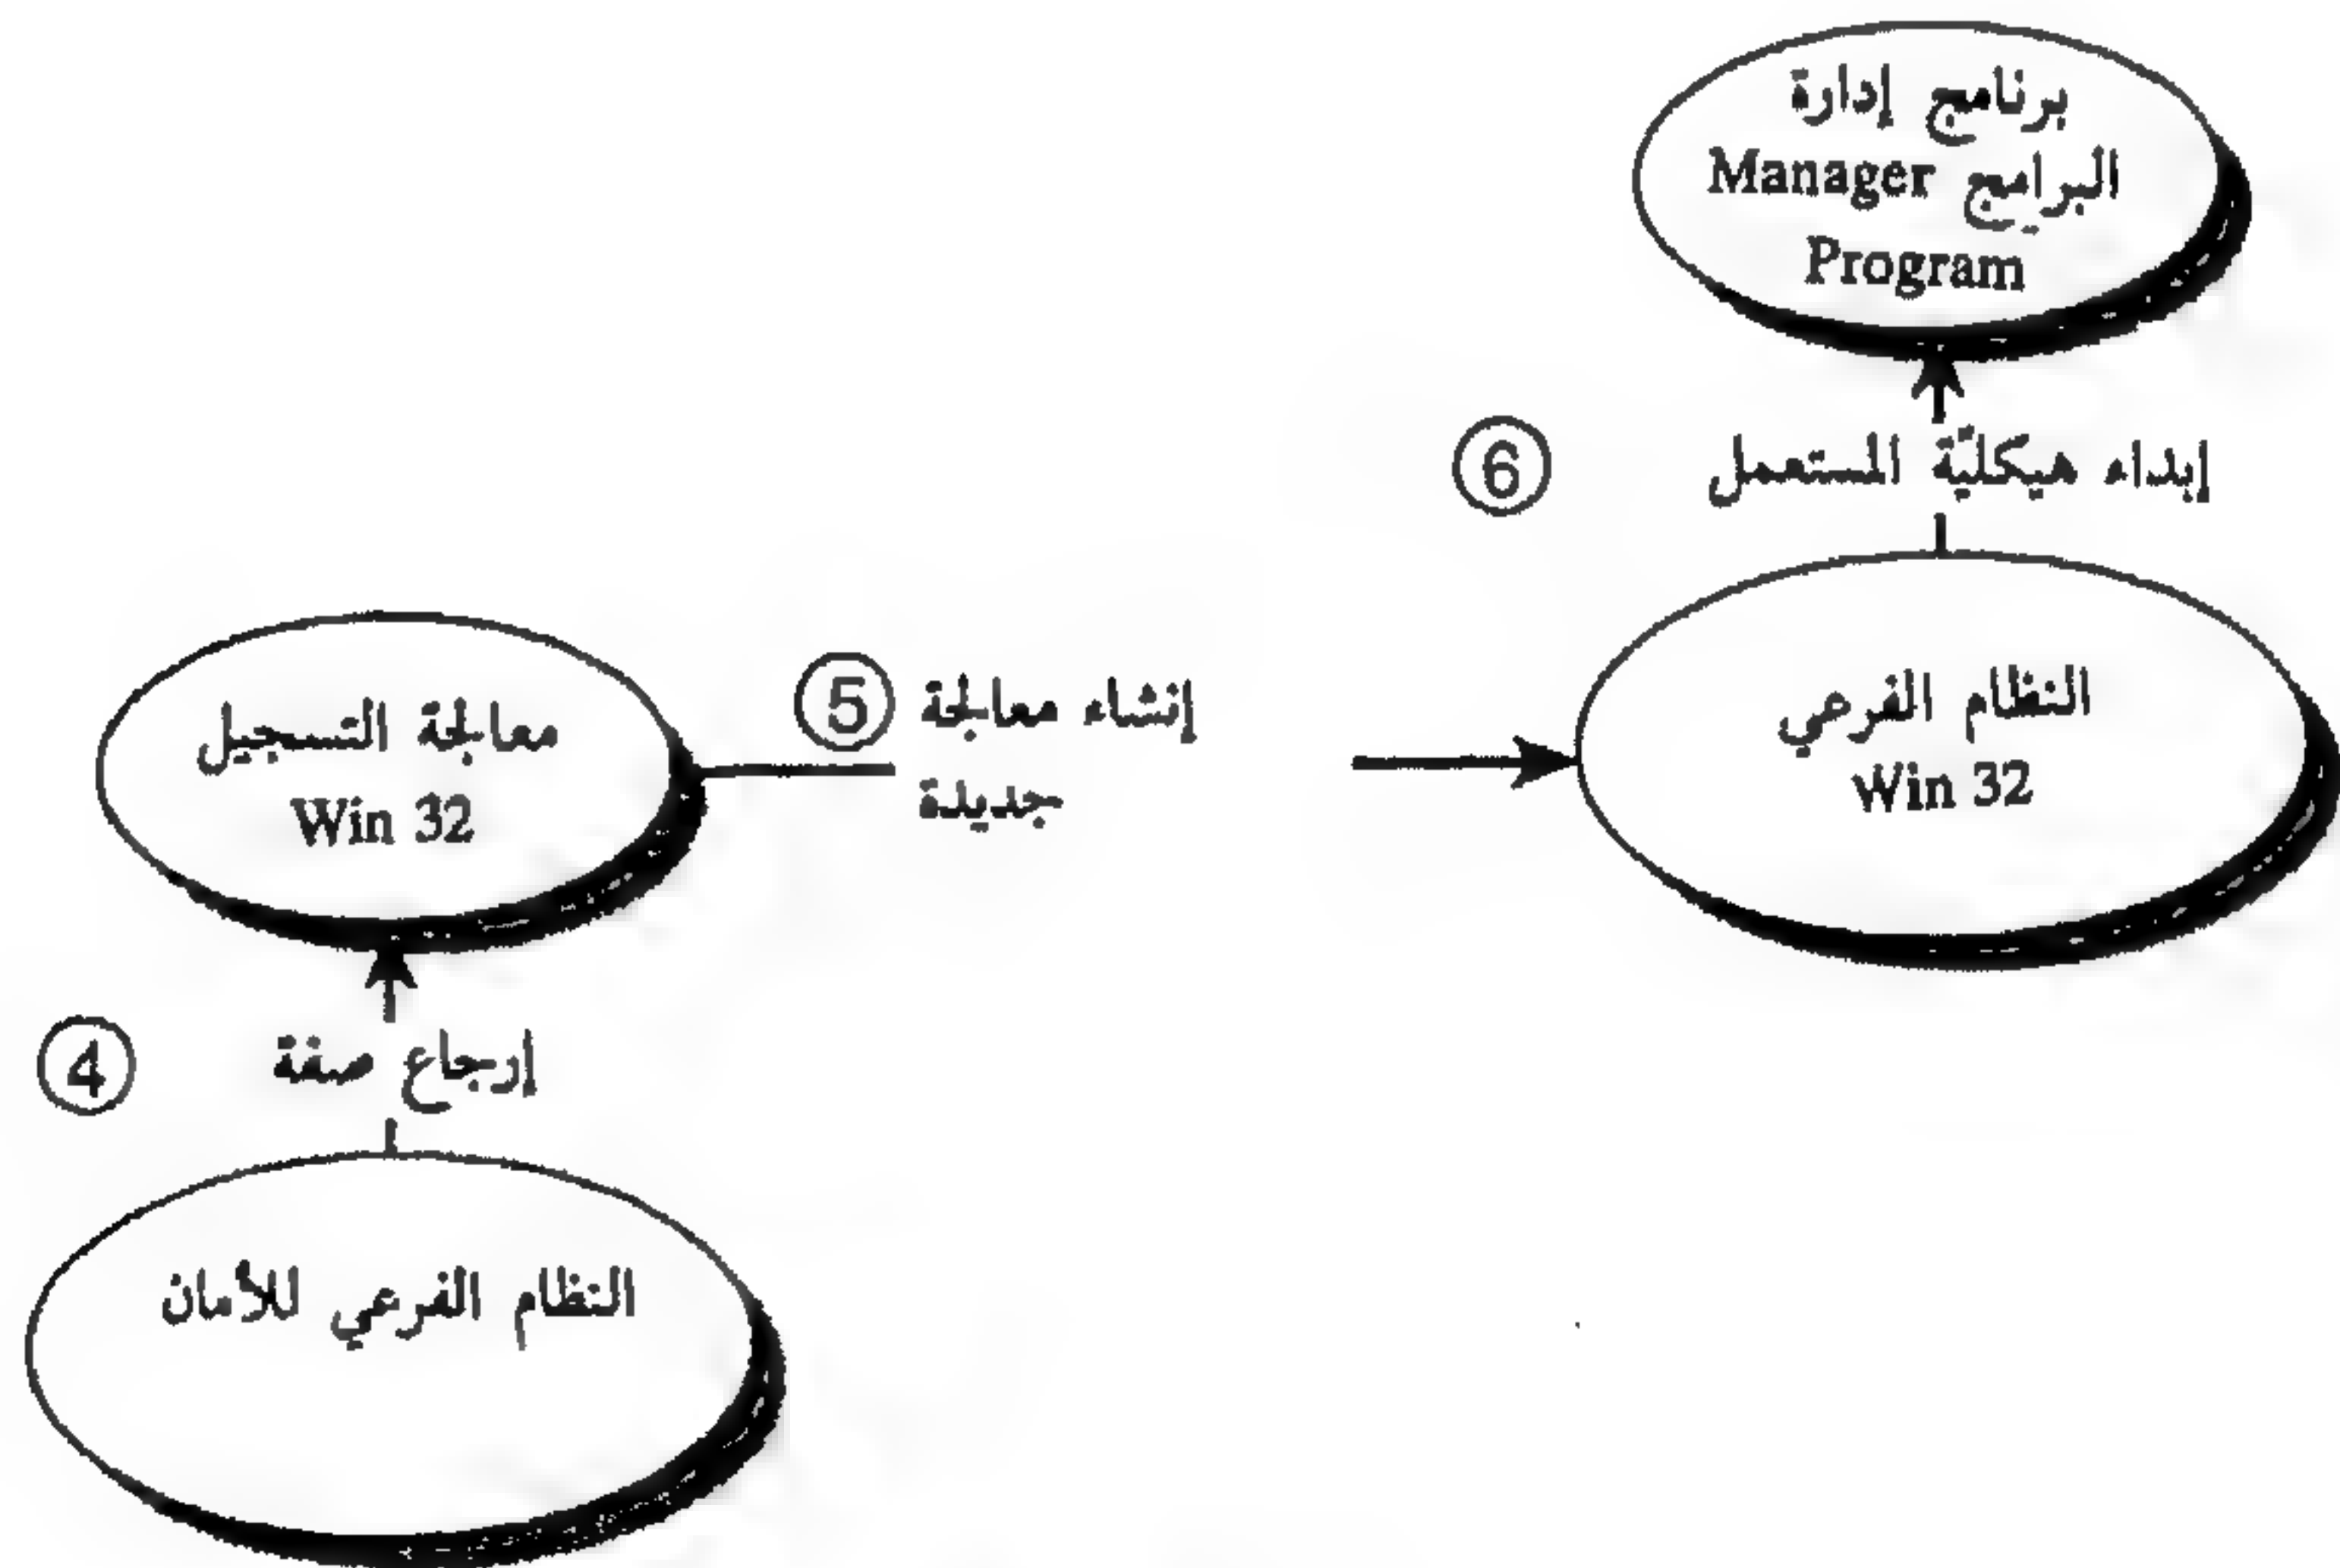 برنامج إدارة
البرامج Manager
Program
⑥ إبداء هيكليّة المستعمل
النظام الفرعي
Win 32
⑤ إنشاء معالجة
جديدة
معالجة التسجيل
Win 32
④ إرجاع صفة
النظام الفرعي للأمان